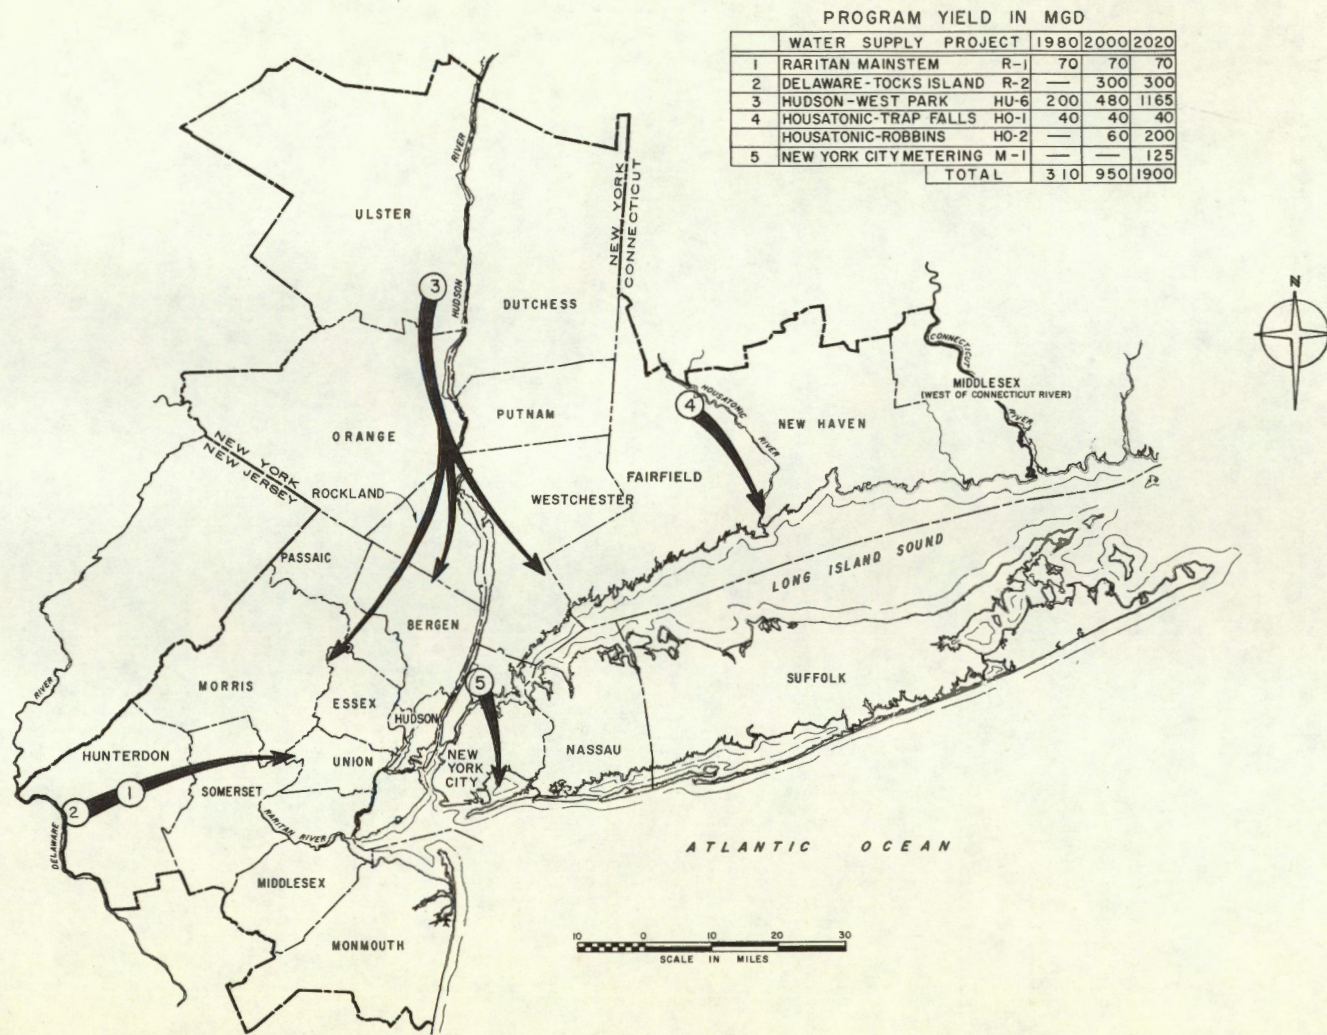 PROGRAM YIELD IN MGD
WATER SUPPLY PROJECT 1980 2000 2020
1 RARITAN MAINSTEM R-1 70 70 70
2 DELAWARE-TOCKS ISLAND R-2 — 300 300
3 HUDSON-WEST PARK HU-6 200 480 1165
4 HOUSATONIC-TRAP FALLS HO-1 40 40 40
HOUSATONIC-ROBBINS HO-2 — 60 200
5 NEW YORK CITY METERING M-1 — — 125
TOTAL 310 950 1900
RIVER
NEW YORK
CONNECTICUT
ULSTER
3
HUDSON
DUTCHESS
N
CONNECTICUT
RIVER
MIDDLESEX
(WEST OF CONNECTICUT RIVER)
4
HOUSATONIC
RIVER
PUTNAM
NEW HAVEN
ORANGE
NEW YORK
NEW JERSEY
ROCKLAND
WESTCHESTER
FAIRFIELD
PASSAIC
LONG ISLAND SOUND
BERGEN
RIVER
MORRIS
5
SUFFOLK
ESSEX
HUDSON
HUNTERDON
UNION
NEW
YORK
CITY
NASSAU
SOMERSET
1
2
RARITAN RIVER
DELAWARE
ATLANTIC OCEAN
MIDDLESEX
MONMOUTH
10 0 10 20 30
SCALE IN MILES